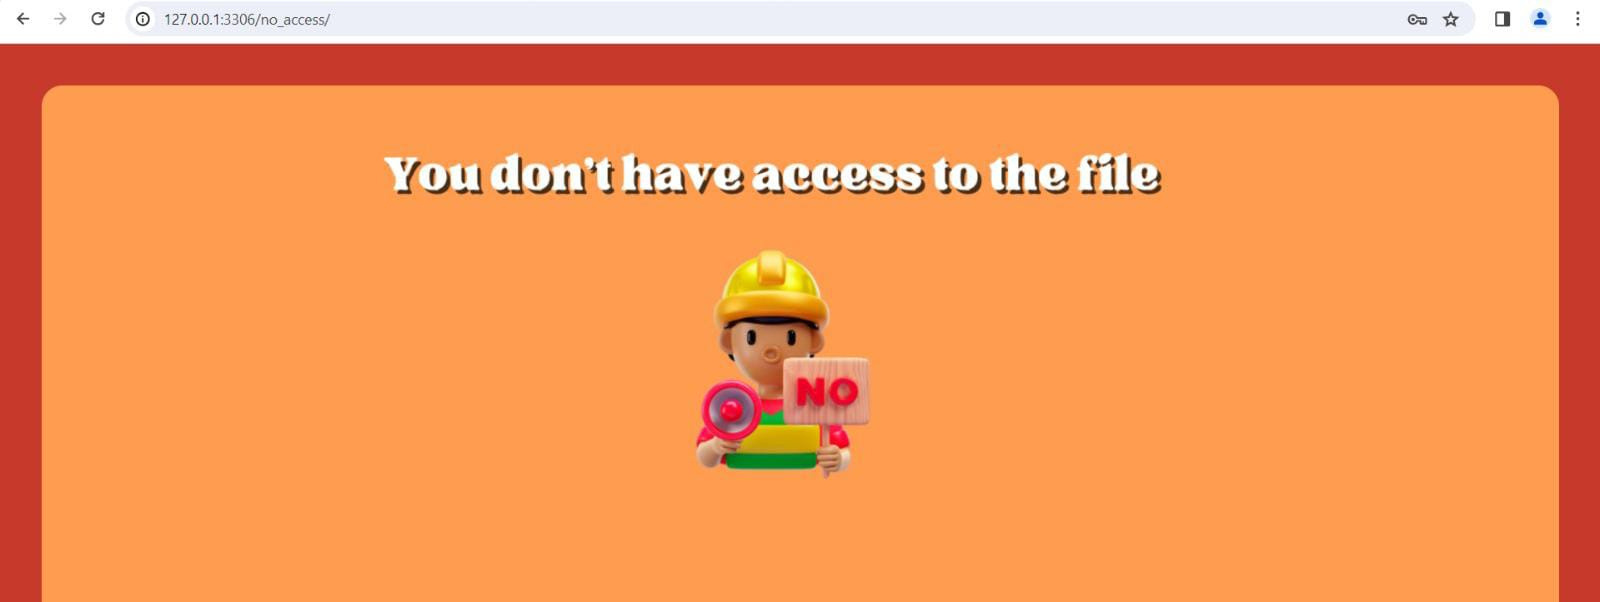 127.0.0.1:3306/no_access/
You don't have access to the file
NO